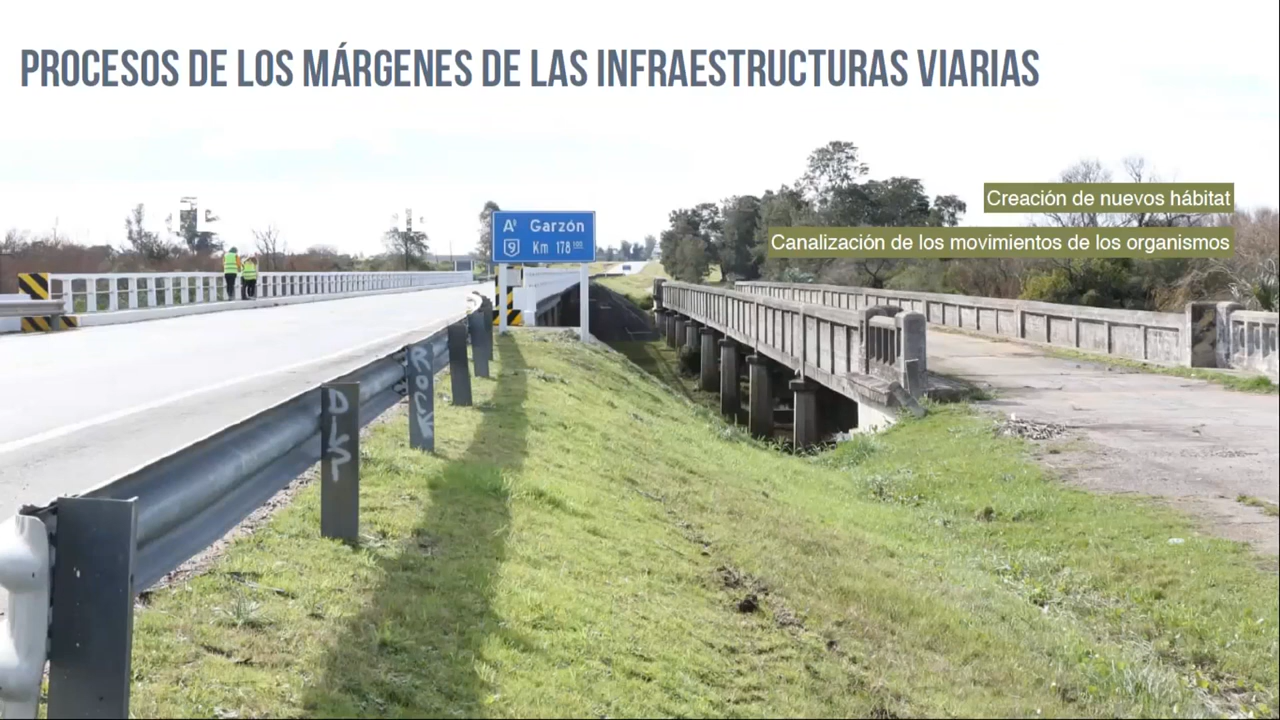 PROCESOS DE LOS MÁRGENES DE LAS INFRAESTRUCTURAS VIARIAS
Creación de nuevos hábitat
Canalización de los movimientos de los organismos
Aº Garzón
9 Km 178
ROCK